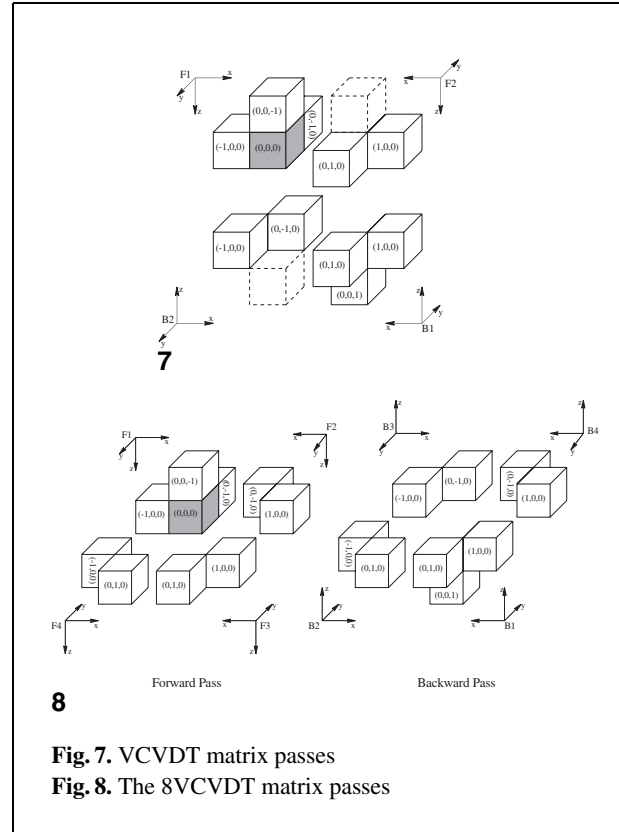 F1 x y z
F2 x y z
(0,0,-1)
(0,-1,0)
(-1,0,0) (0,0,0) (0,1,0) (1,0,0)
(-1,0,0) (0,-1,0) (0,1,0) (1,0,0)
(0,0,1)
B2 x y z
B1 x y z
7
F1 x y z
F2 x y z
B3 x y z
B4 x y z
(0,0,-1)
(0,-1,0)
(-1,0,0) (0,0,0) (0,-1,0) (1,0,0)
(-1,0,0) (0,-1,0) (0,-1,0) (1,0,0)
(-1,0,0) (0,1,0) (0,1,0) (1,0,0)
(-1,0,0) (0,1,0) (0,1,0) (1,0,0)
(0,0,1)
F4 x y z
F3 x y z
B2 x y z
B1 x y z
Forward Pass
Backward Pass
8
Fig. 7. VCVDT matrix passes
Fig. 8. The 8VCVDT matrix passes